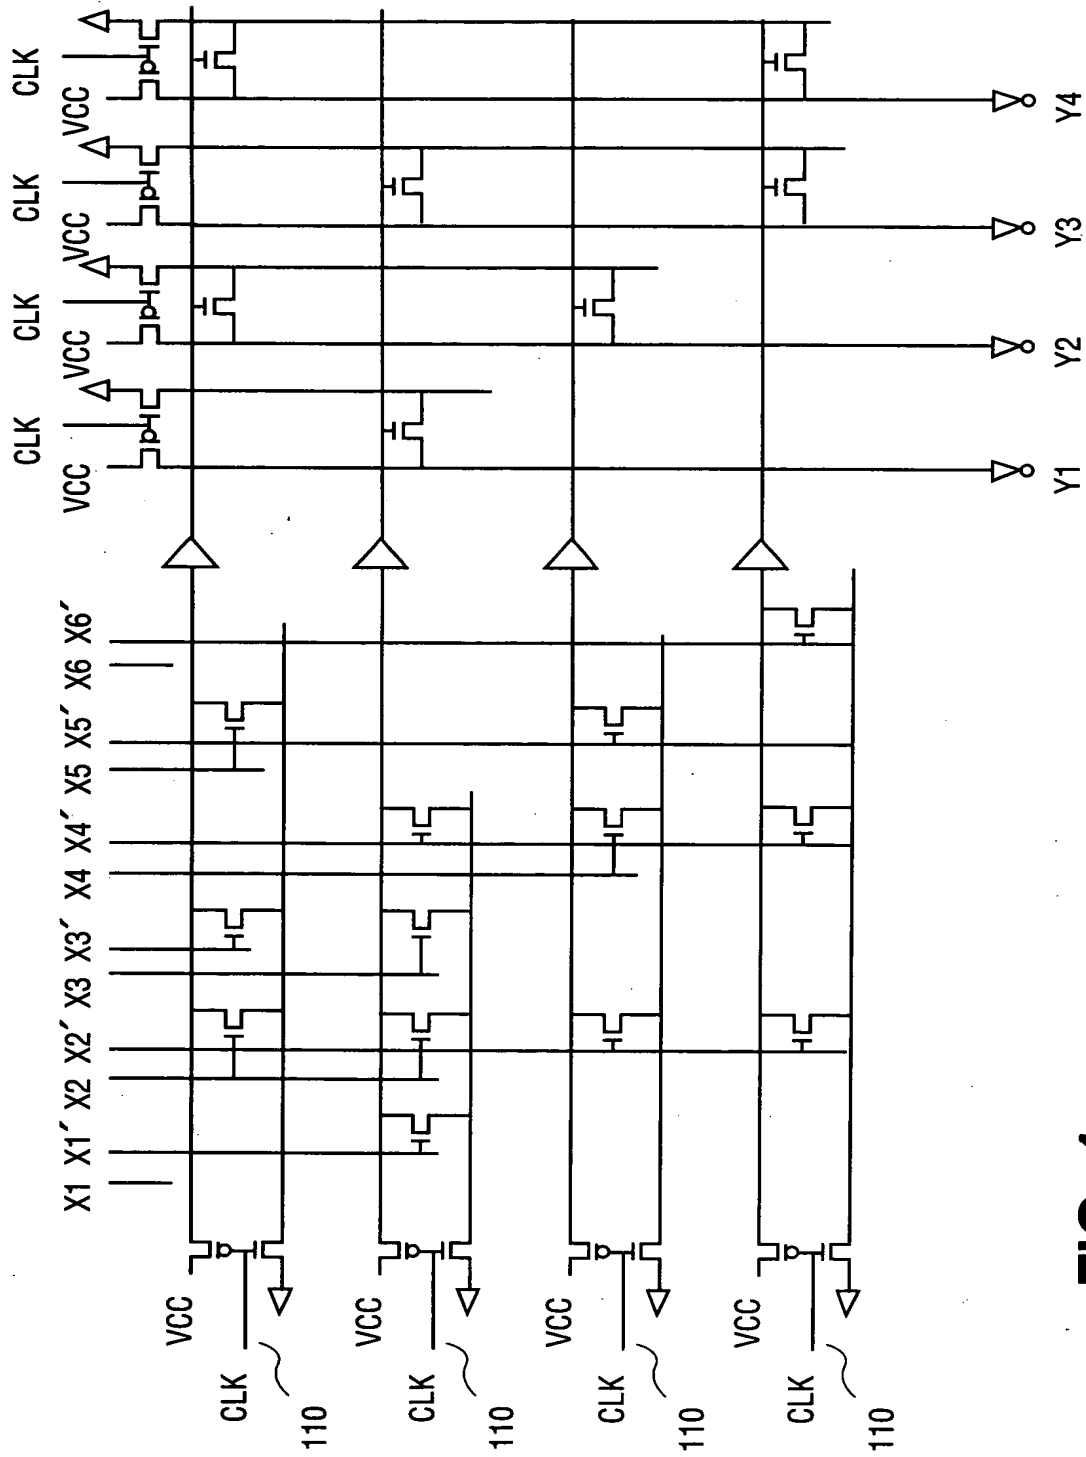 VCC CLK VCC CLK VCC CLK VCC CLK
X1 X1′ X2 X2′ X3 X3′ X4 X4′ X5 X5′ X6 X6′
VCC
CLK
110
VCC
CLK
110
VCC
CLK
110
VCC
CLK
110
Y1 Y2 Y3 Y4